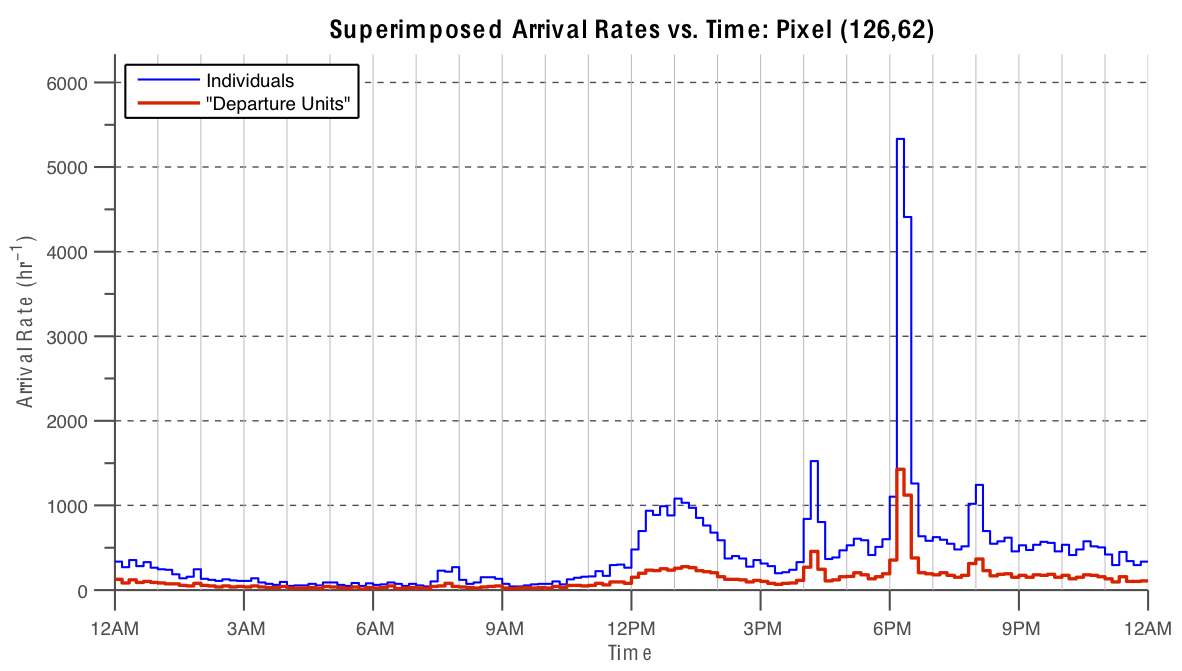 Superimposed Arrival Rates vs. Time: Pixel (126,62)
Individuals
"Departure Units"
6000
5000
4000
3000
2000
1000
0
Arrival Rate (hr⁻¹)
12AM 3AM 6AM 9AM 12PM 3PM 6PM 9PM 12AM
Time